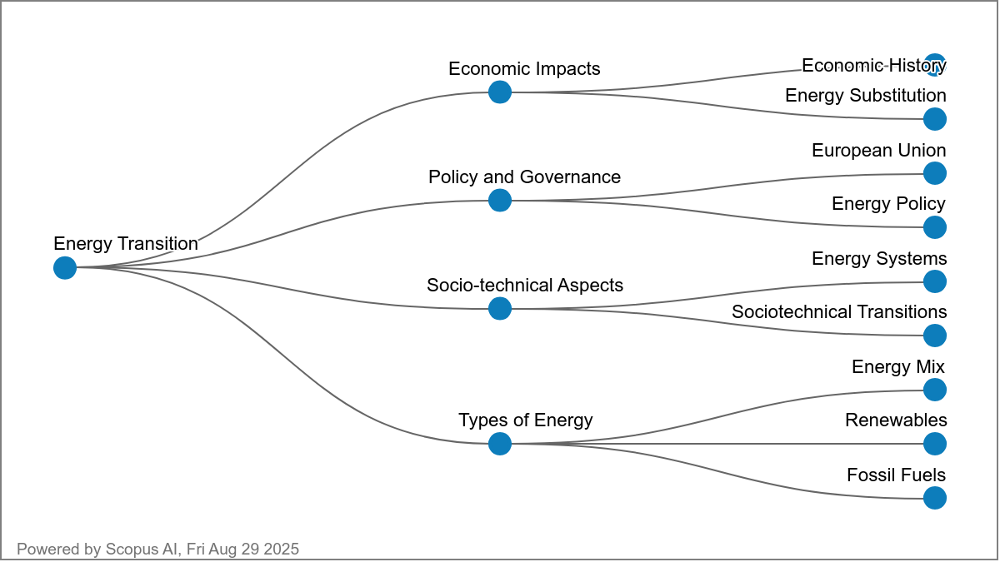 Energy Transition
Economic Impacts
Economic History
Energy Substitution
Policy and Governance
European Union
Energy Policy
Socio-technical Aspects
Energy Systems
Sociotechnical Transitions
Types of Energy
Energy Mix
Renewables
Fossil Fuels
Powered by Scopus AI, Fri Aug 29 2025